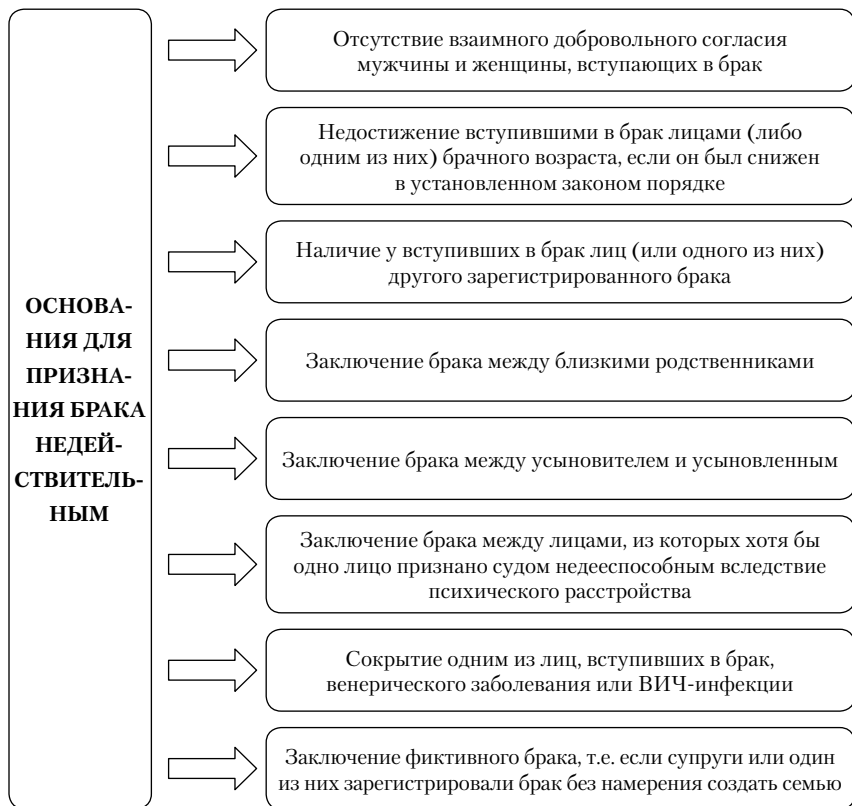 ОСНОВА-
НИЯ ДЛЯ
ПРИЗНА-
НИЯ БРАКА
НЕДЕЙ-
СТВИТЕЛЬ-
НЫМ
Отсутствие взаимного добровольного согласия
мужчины и женщины, вступающих в брак
Недостижение вступившими в брак лицами (либо
одним из них) брачного возраста, если он был снижен
в установленном законом порядке
Наличие у вступивших в брак лиц (или одного из них)
другого зарегистрированного брака
Заключение брака между близкими родственниками
Заключение брака между усыновителем и усыновленным
Заключение брака между лицами, из которых хотя бы
одно лицо признано судом недееспособным вследствие
психического расстройства
Сокрытие одним из лиц, вступивших в брак,
венерического заболевания или ВИЧ-инфекции
Заключение фиктивного брака, т.е. если супруги или один
из них зарегистрировали брак без намерения создать семью